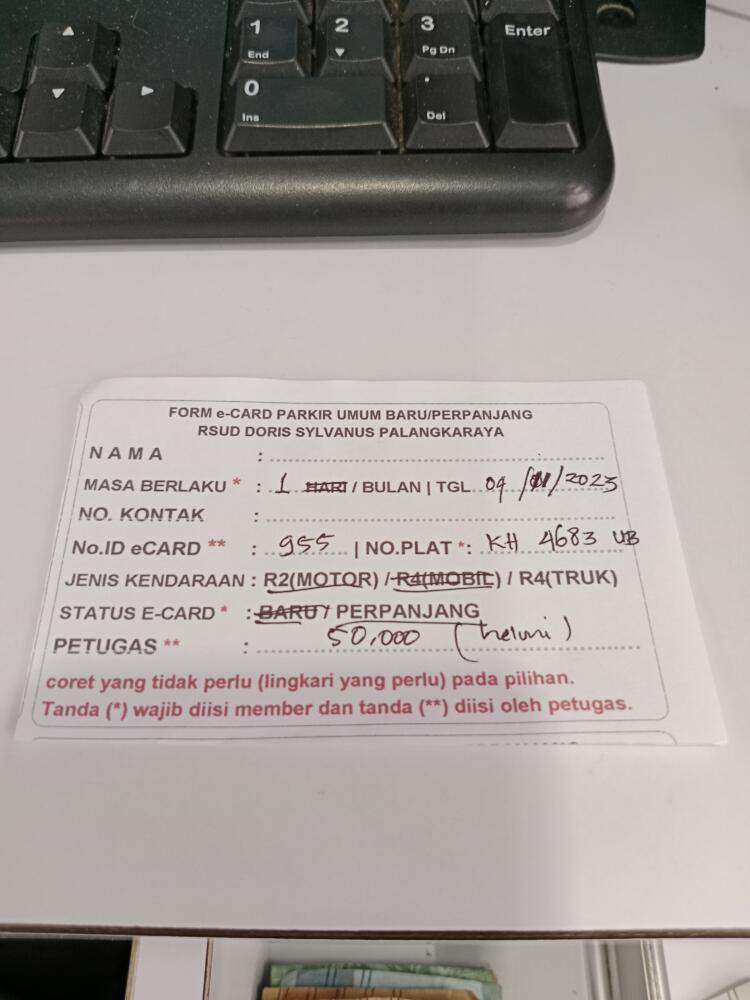 1
End
2
3
Pg Dn
Enter
0
Ins
.
Del
FORM e-CARD PARKIR UMUM BARU/PERPANJANG
RSUD DORIS SYLVANUS PALANGKARAYA
N A M A :
MASA BERLAKU * : 1 HARI / BULAN | TGL 09 / /2023
NO. KONTAK :
No.ID eCARD ** : 955 | NO.PLAT *: KH 4683 UB
JENIS KENDARAAN : R2(MOTOR) / R4(MOBIL) / R4(TRUK)
STATUS E-CARD * : BARU / PERPANJANG
PETUGAS ** : 50.000 (helmi)
coret yang tidak perlu (lingkari yang perlu) pada pilihan.
Tanda (*) wajib diisi member dan tanda (**) diisi oleh petugas.